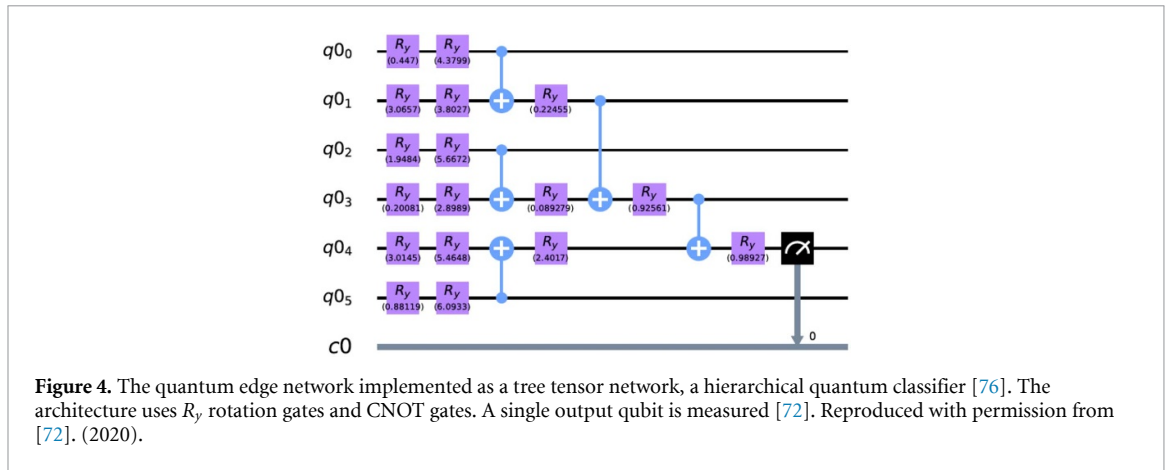 q0₀ R_y (0.447) R_y (4.3799)
q0₁ R_y (3.0657) R_y (3.8027) R_y (0.22455)
q0₂ R_y (1.9484) R_y (5.6672)
q0₃ R_y (0.20081) R_y (2.8989) R_y (0.089279) R_y (0.92561)
q0₄ R_y (3.0145) R_y (5.4648) R_y (2.4017) R_y (0.98927)
q0₅ R_y (0.88119) R_y (6.0933)
0
c0
Figure 4. The quantum edge network implemented as a tree tensor network, a hierarchical quantum classifier [76]. The
architecture uses R_y rotation gates and CNOT gates. A single output qubit is measured [72]. Reproduced with permission from
[72]. (2020).